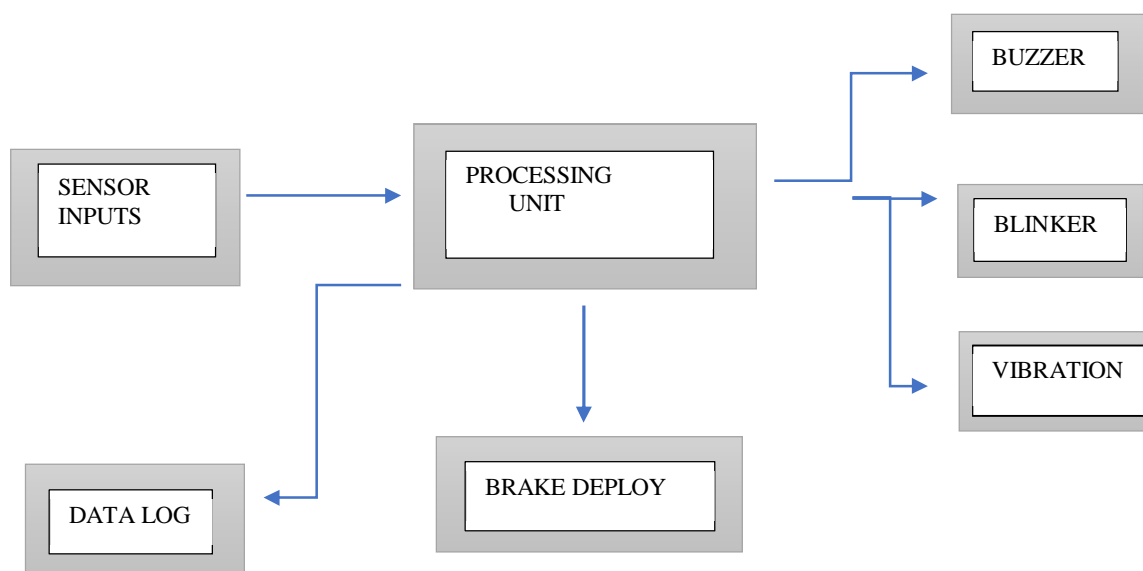 BUZZER
SENSOR
INPUTS
PROCESSING
UNIT
BLINKER
VIBRATION
DATA LOG
BRAKE DEPLOY